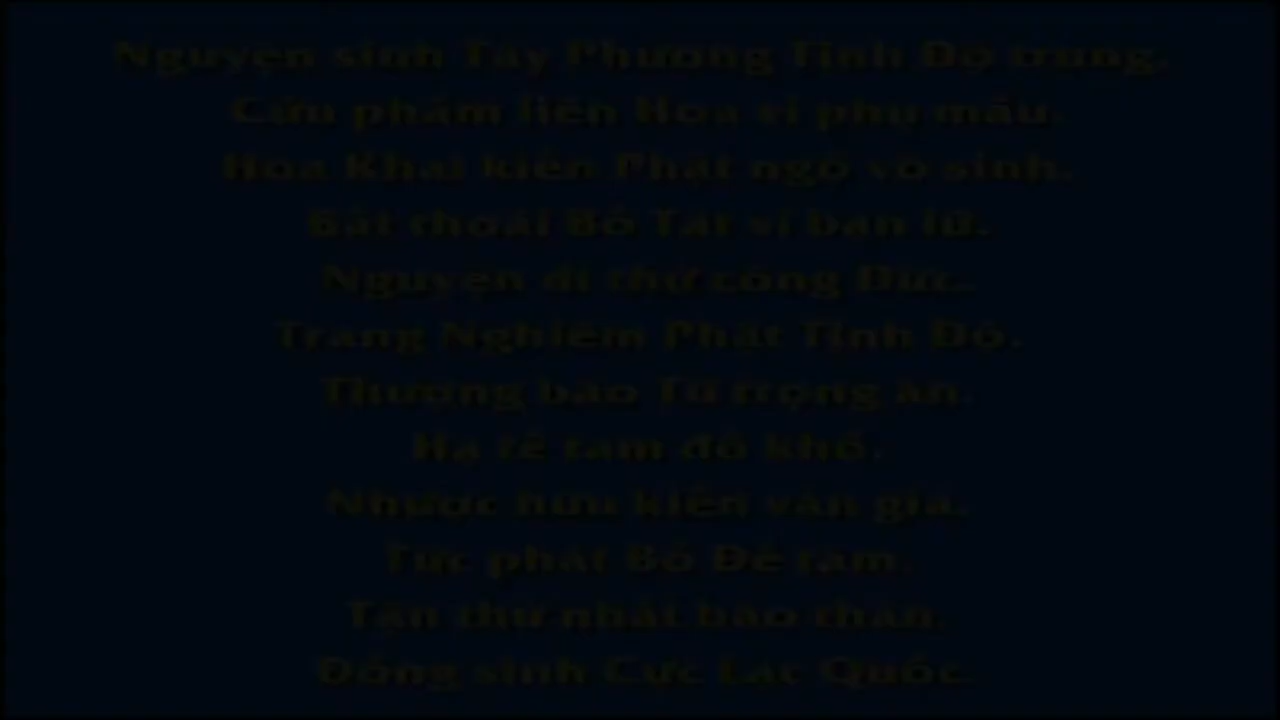 Nguyện sinh Tây Phương Tịnh Độ trung.
Cửu phẩm liên Hoa vi phụ mẫu.
Hoa Khai kiến Phật ngộ vô sinh.
Bất thoái Bồ Tát vi bạn lữ.
Nguyện dĩ thử công Đức.
Trang Nghiêm Phật Tịnh Độ.
Thượng báo Tứ trọng ân.
Hạ tế tam đồ khổ.
Nhược hữu kiến văn giả.
Tức phát Bồ Đề tâm.
Tận thử nhất báo thân.
Đồng sinh Cực Lạc Quốc.